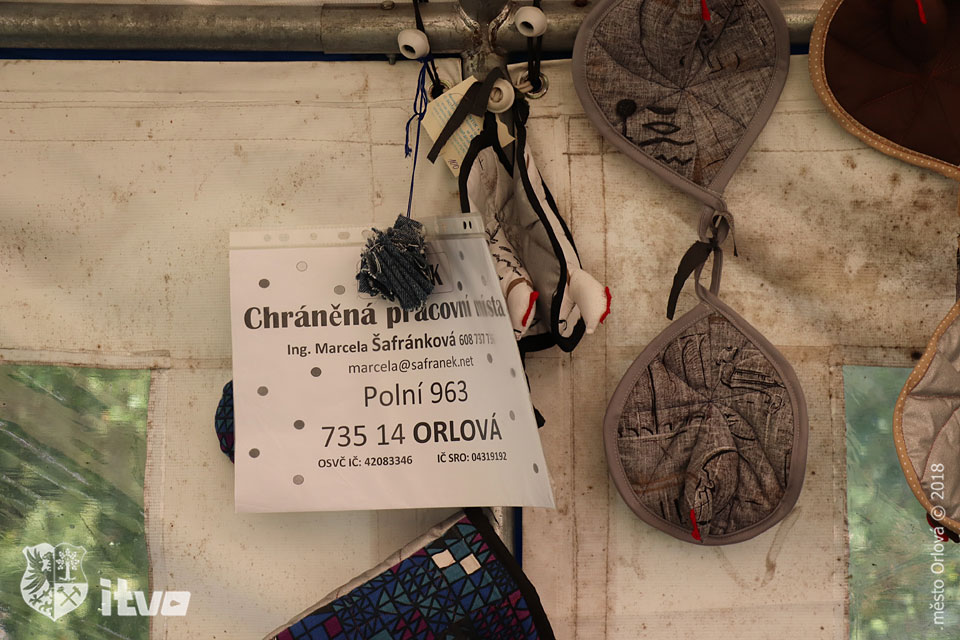 Chráněná pracovní místa
Ing. Marcela Šafránková 608 737
marcela@safranek.net
Polní 963
735 14 ORLOVÁ
OSVČ IČ: 42083346 IČ SRO: 04319192
itvo
město Orlová © 2018